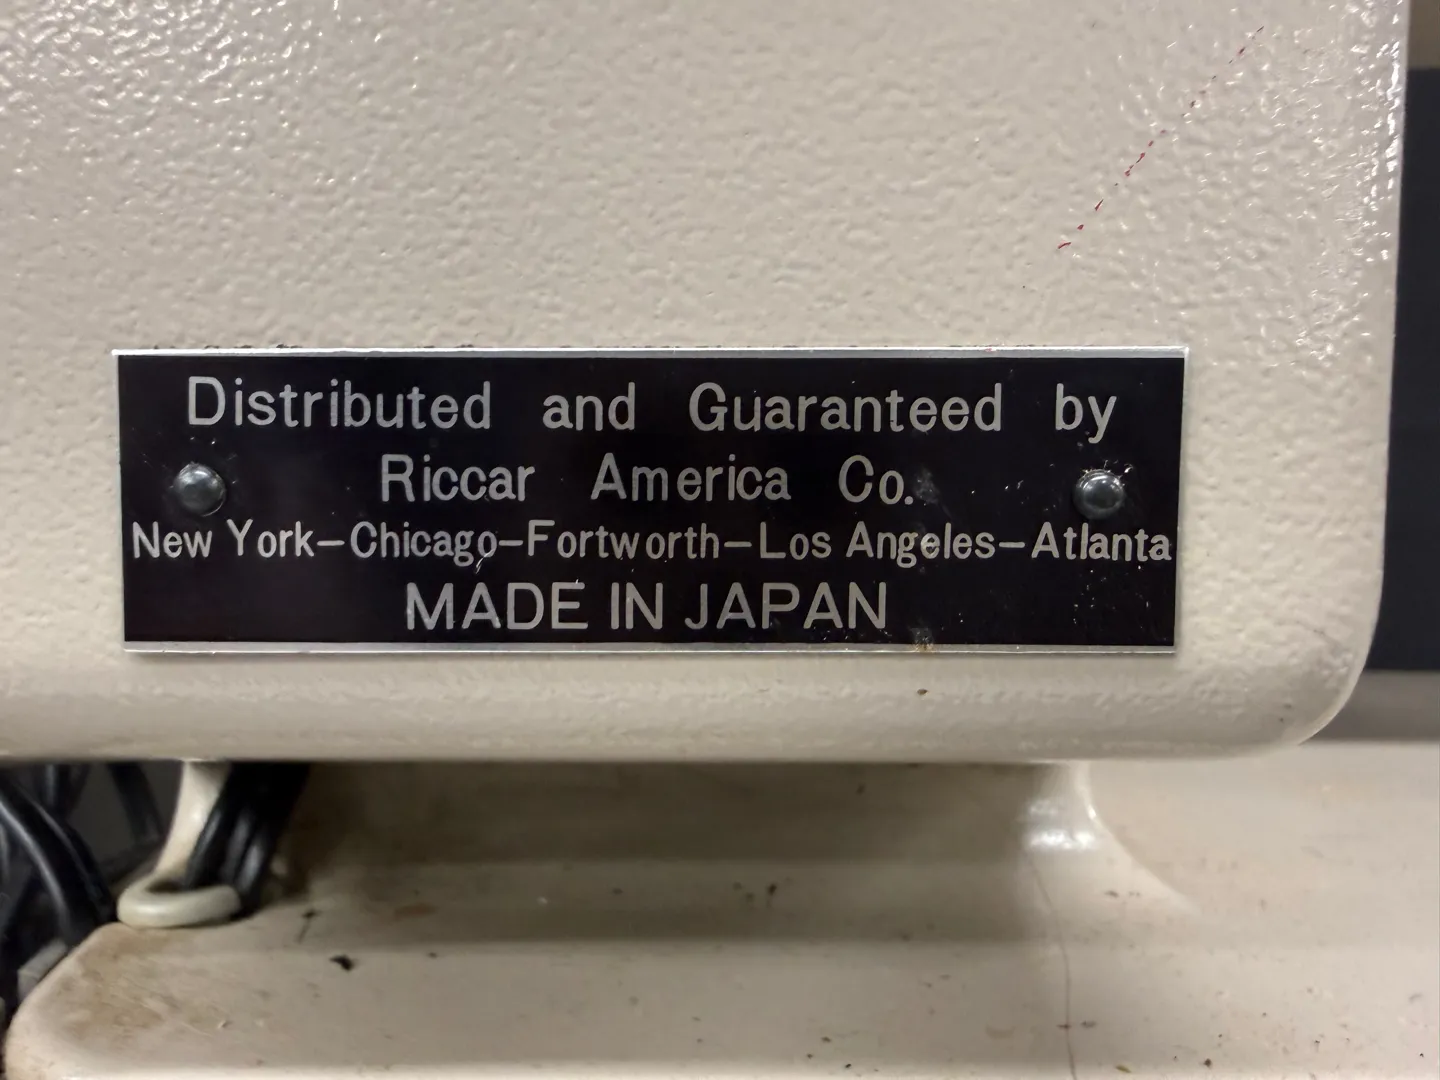 Distributed and Guaranteed by
Riccar America Co.
New York-Chicago-Fortworth-Los Angeles-Atlanta
MADE IN JAPAN